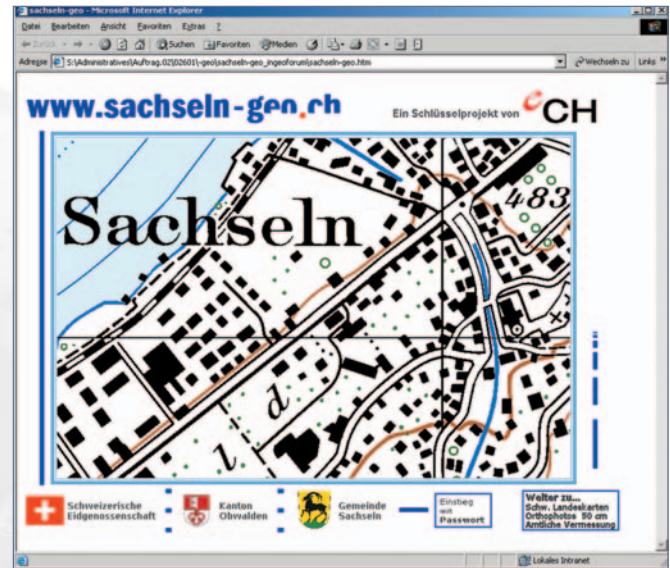 sachseln-geo - Microsoft Internet Explorer
Datei Bearbeiten Ansicht Favoriten Extras ?
Zurück Suchen Favoriten Medien
Adresse S:\Administratives\Auftrag.02\02601\-geo\sachseln-geo_ingeoforum\sachseln-geo.htm Wechseln zu Links »
www.sachseln-geo.ch
Ein Schlüsselprojekt von eCH
483
Sachseln
l d
Schweizerische
Eidgenossenschaft
Kanton
Obwalden
Gemeinde
Sachseln
Einstieg
mit
Passwort
Weiter zu...
Schw. Landeskarten
Orthophotos 50 cm
Amtliche Vermessung
Lokales Intranet